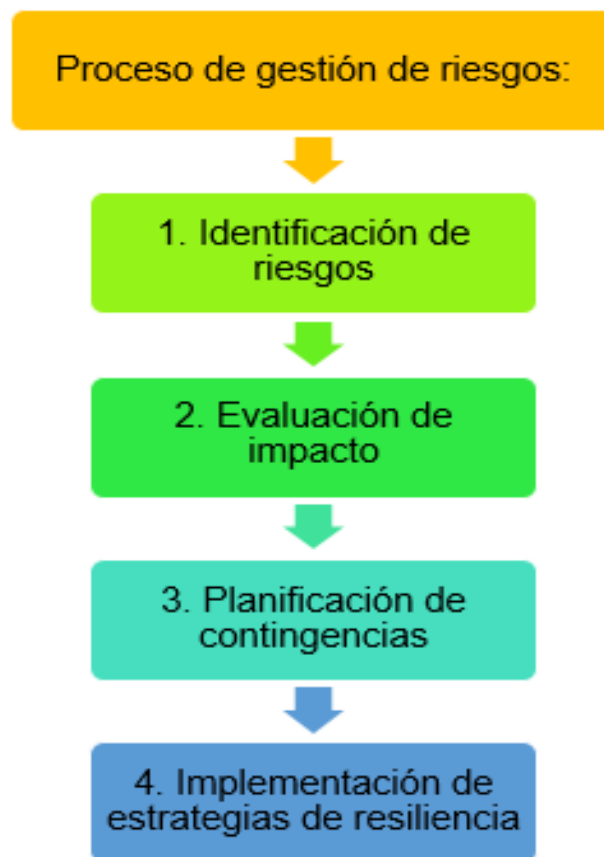 Proceso de gestión de riesgos:
1. Identificación de
riesgos
2. Evaluación de
impacto
3. Planificación de
contingencias
4. Implementación de
estrategias de resiliencia